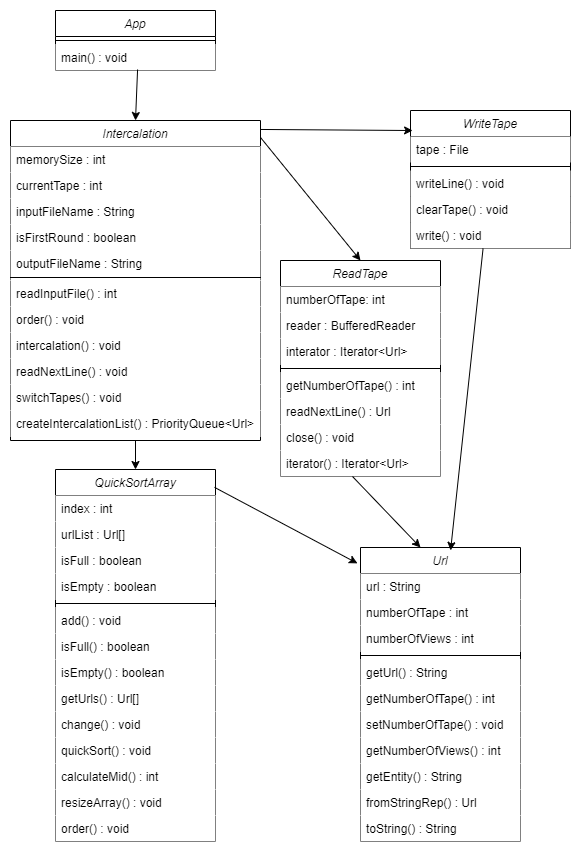 App
main() : void
Intercalation
memorySize : int
currentTape : int
inputFileName : String
isFirstRound : boolean
outputFileName : String
readInputFile() : int
order() : void
intercalation() : void
readNextLine() : void
switchTapes() : void
createIntercalationList() : PriorityQueue<Url>
WriteTape
tape : File
writeLine() : void
clearTape() : void
write() : void
ReadTape
numberOfTape: int
reader : BufferedReader
interator : Iterator<Url>
getNumberOfTape() : int
readNextLine() : Url
close() : void
iterator() : Iterator<Url>
QuickSortArray
index : int
urlList : Url[]
isFull : boolean
isEmpty : boolean
add() : void
isFull() : boolean
isEmpty() : boolean
getUrls() : Url[]
change() : void
quickSort() : void
calculateMid() : int
resizeArray() : void
order() : void
Url
url : String
numberOfTape : int
numberOfViews : int
getUrl() : String
getNumberOfTape() : int
setNumberOfTape() : void
getNumberOfViews() : int
getEntity() : String
fromStringRep() : Url
toString() : String